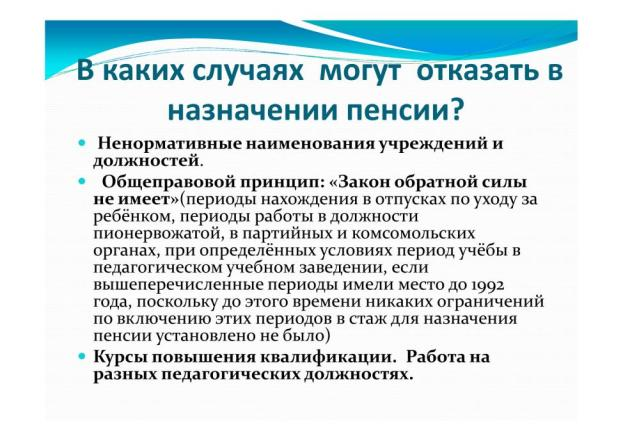 В каких случаях могут отказать в
назначении пенсии?
• Ненормативные наименования учреждений и
должностей.
• Общеправовой принцип: «Закон обратной силы
не имеет»(периоды нахождения в отпусках по уходу за
ребёнком, периоды работы в должности
пионервожатой, в партийных и комсомольских
органах, при определённых условиях период учёбы в
педагогическом учебном заведении, если
вышеперечисленные периоды имели место до 1992
года, поскольку до этого времени никаких ограничений
по включению этих периодов в стаж для назначения
пенсии установлено не было)
• Курсы повышения квалификации. Работа на
разных педагогических должностях.